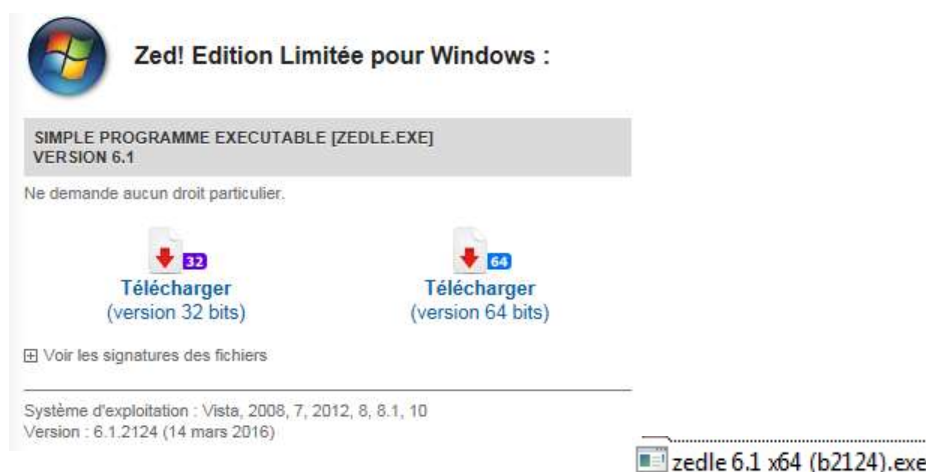 Zed! Edition Limitée pour Windows :
SIMPLE PROGRAMME EXECUTABLE [ZEDLE.EXE]
VERSION 6.1
Ne demande aucun droit particulier.
32
64
Télécharger
(version 32 bits)
Télécharger
(version 64 bits)
Voir les signatures des fichiers
Système d'exploitation : Vista, 2008, 7, 2012, 8, 8.1, 10
Version : 6.1.2124 (14 mars 2016)
zedle 6.1 x64 (b2124).exe